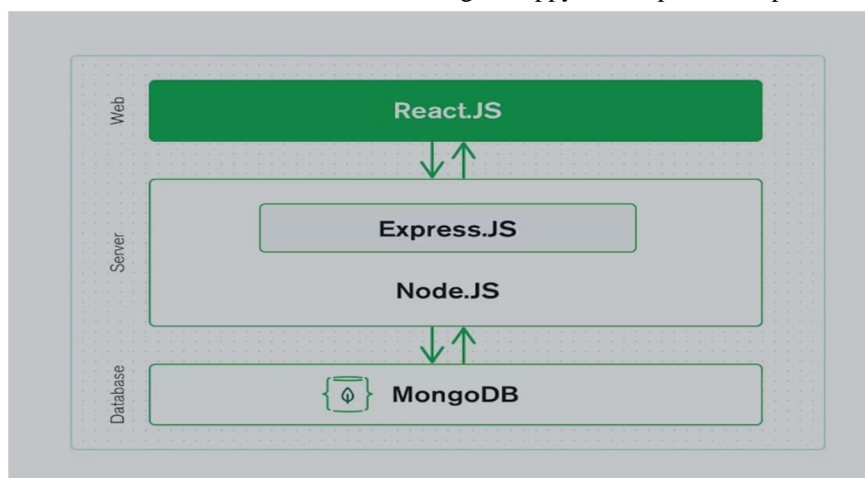 Web
React.JS
Server
Express.JS
Node.JS
Database
MongoDB